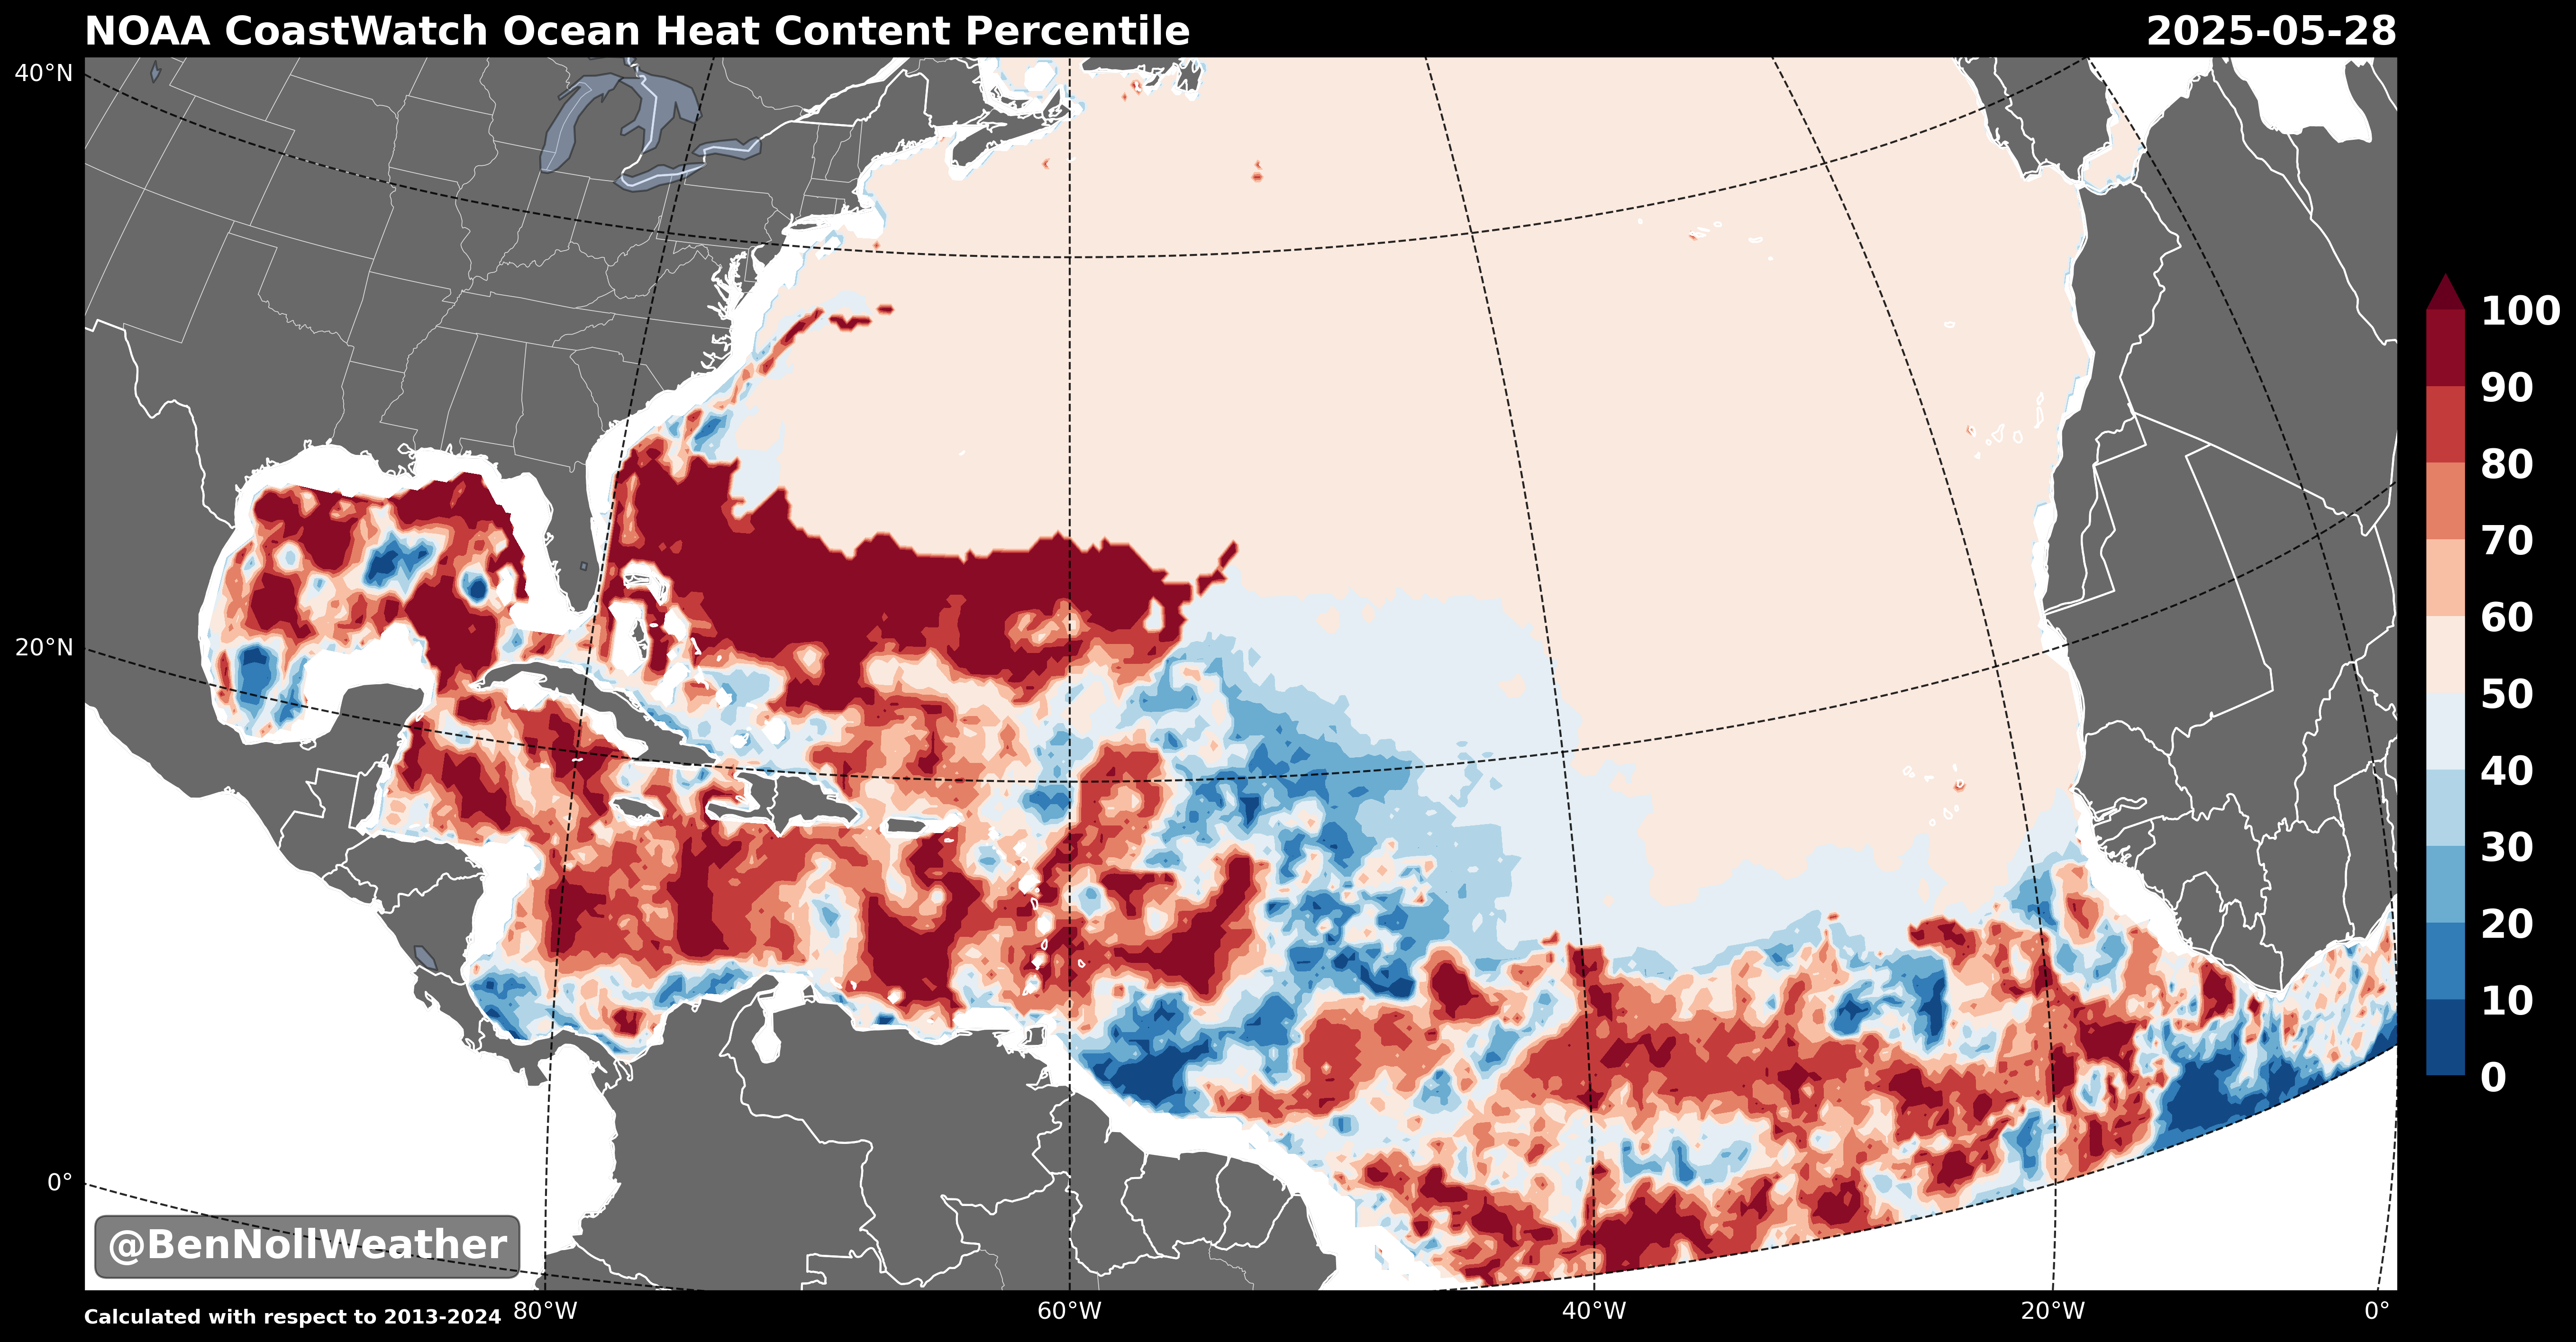 NOAA CoastWatch Ocean Heat Content Percentile
2025-05-28
40°N
20°N
0°
100
90
80
70
60
50
40
30
20
10
0
@BenNollWeather
Calculated with respect to 2013-2024
80°W
60°W
40°W
20°W
0°